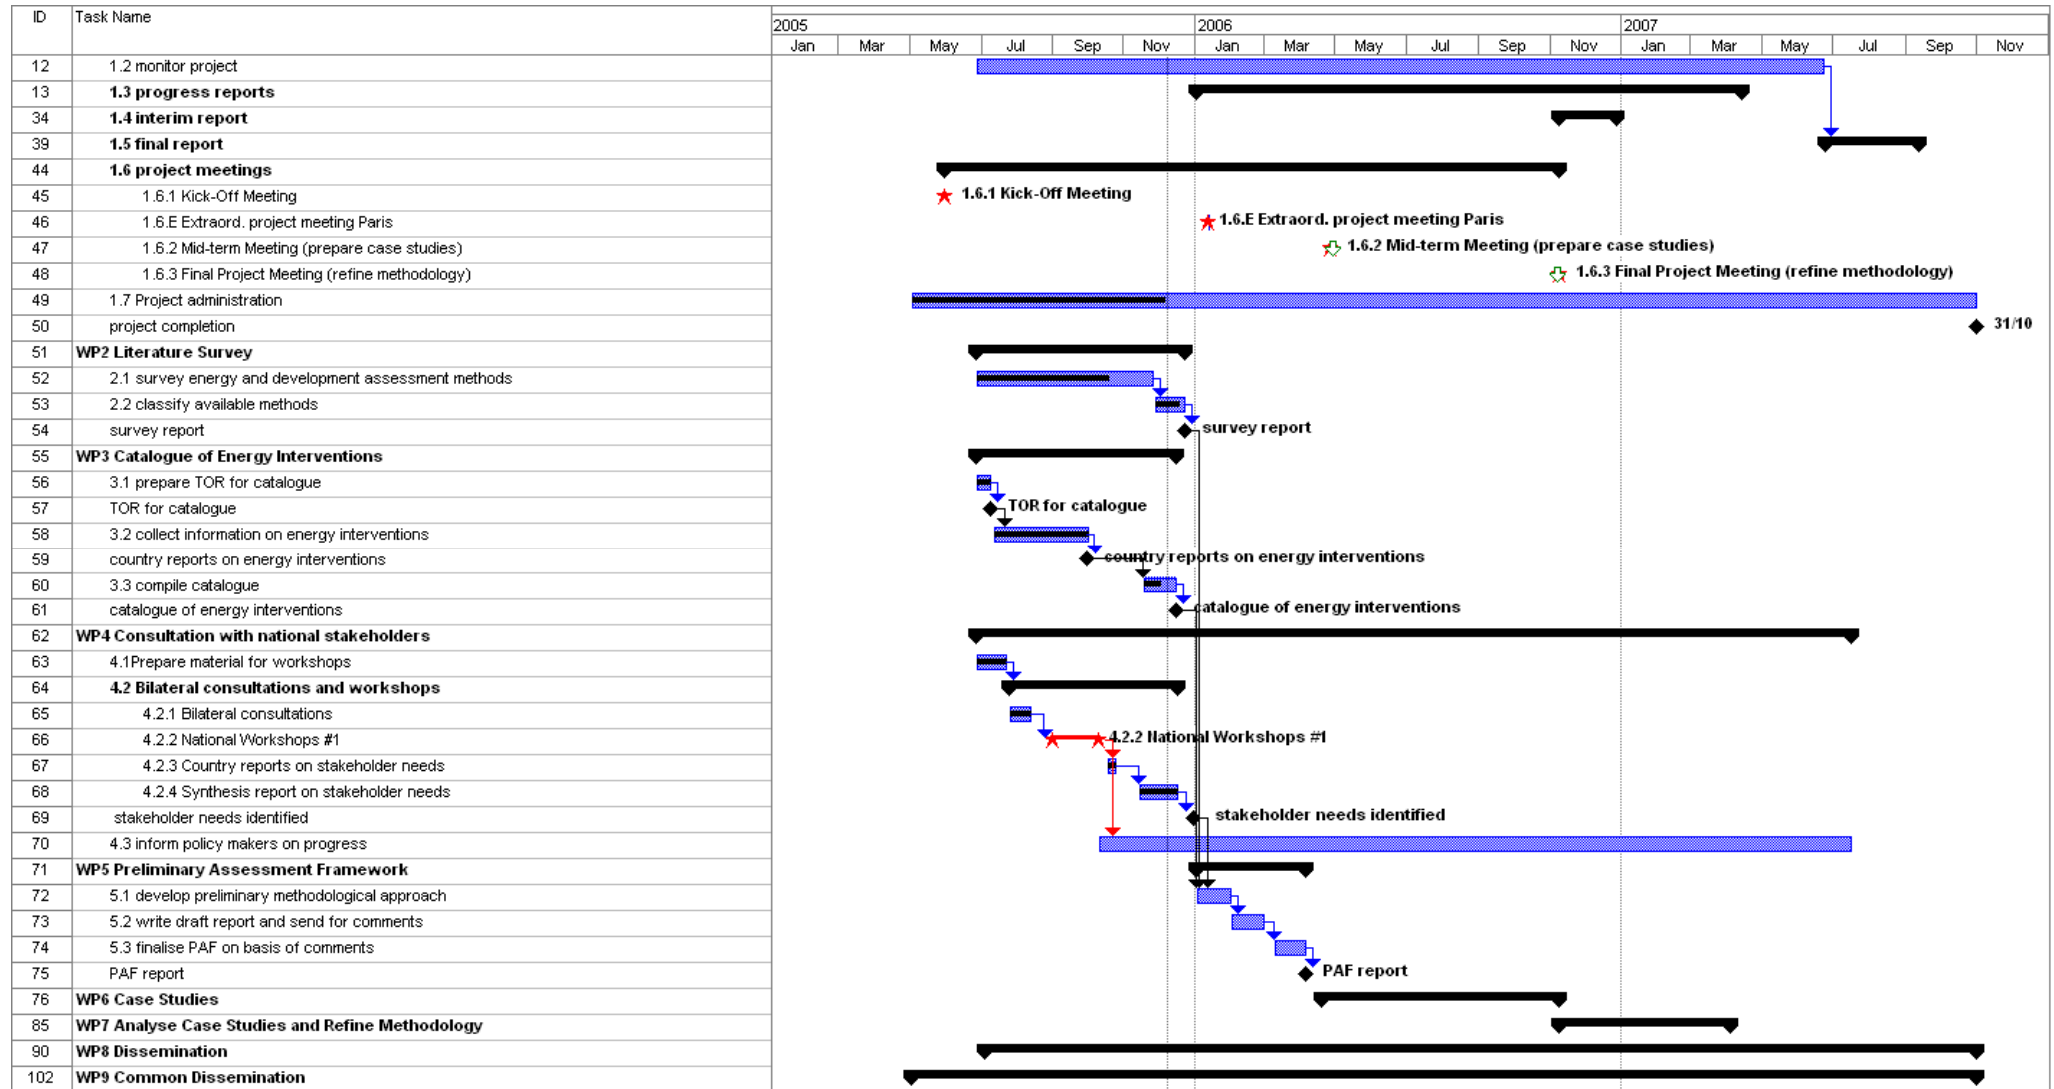 ID Task Name
2005 2006 2007
Jan Mar May Jul Sep Nov Jan Mar May Jul Sep Nov Jan Mar May Jul Sep Nov
12 1.2 monitor project
13 1.3 progress reports
34 1.4 interim report
39 1.5 final report
44 1.6 project meetings
45 1.6.1 Kick-Off Meeting 1.6.1 Kick-Off Meeting
46 1.6.E Extraord. project meeting Paris 1.6.E Extraord. project meeting Paris
47 1.6.2 Mid-term Meeting (prepare case studies) 1.6.2 Mid-term Meeting (prepare case studies)
48 1.6.3 Final Project Meeting (refine methodology) 1.6.3 Final Project Meeting (refine methodology)
49 1.7 Project administration
50 project completion 31/10
51 WP2 Literature Survey
52 2.1 survey energy and development assessment methods
53 2.2 classify available methods
54 survey report survey report
55 WP3 Catalogue of Energy Interventions
56 3.1 prepare TOR for catalogue
57 TOR for catalogue TOR for catalogue
58 3.2 collect information on energy interventions
59 country reports on energy interventions country reports on energy interventions
60 3.3 compile catalogue
61 catalogue of energy interventions catalogue of energy interventions
62 WP4 Consultation with national stakeholders
63 4.1Prepare material for workshops
64 4.2 Bilateral consultations and workshops
65 4.2.1 Bilateral consultations
66 4.2.2 National Workshops #1 4.2.2 National Workshops #1
67 4.2.3 Country reports on stakeholder needs
68 4.2.4 Synthesis report on stakeholder needs
69 stakeholder needs identified stakeholder needs identified
70 4.3 inform policy makers on progress
71 WP5 Preliminary Assessment Framework
72 5.1 develop preliminary methodological approach
73 5.2 write draft report and send for comments
74 5.3 finalise PAF on basis of comments
75 PAF report PAF report
76 WP6 Case Studies
85 WP7 Analyse Case Studies and Refine Methodology
90 WP8 Dissemination
102 WP9 Common Dissemination